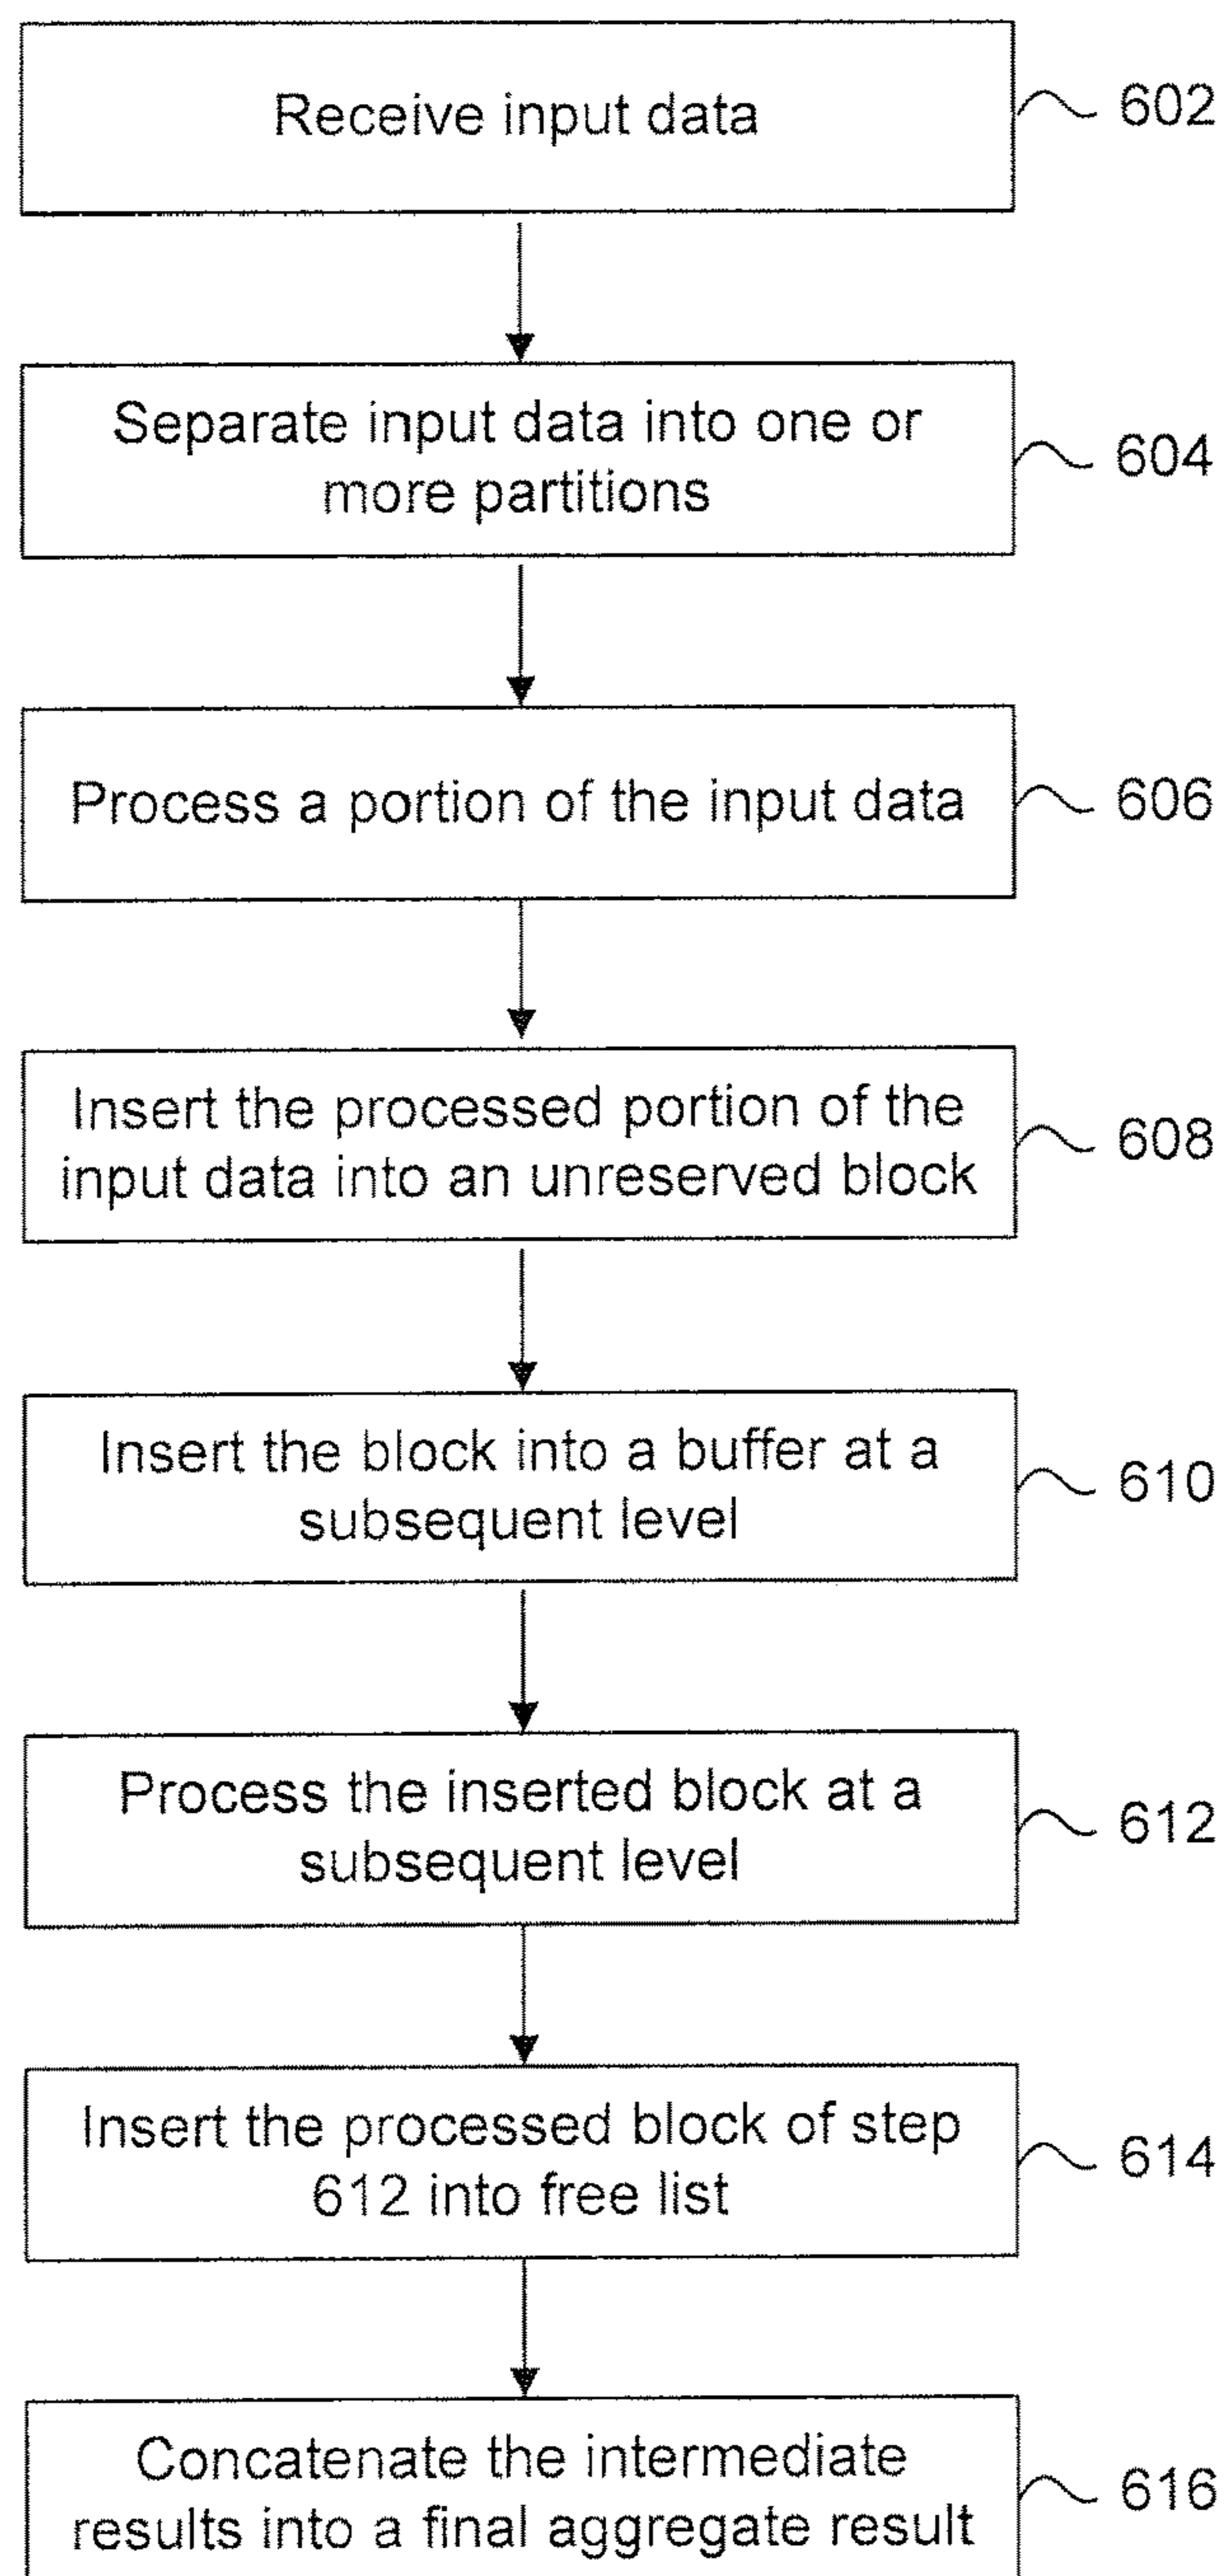 Receive input data
602
Separate input data into one or
more partitions
604
Process a portion of the input data
606
Insert the processed portion of the
input data into an unreserved block
608
Insert the block into a buffer at a
subsequent level
610
Process the inserted block at a
subsequent level
612
Insert the processed block of step
612 into free list
614
Concatenate the intermediate
results into a final aggregate result
616